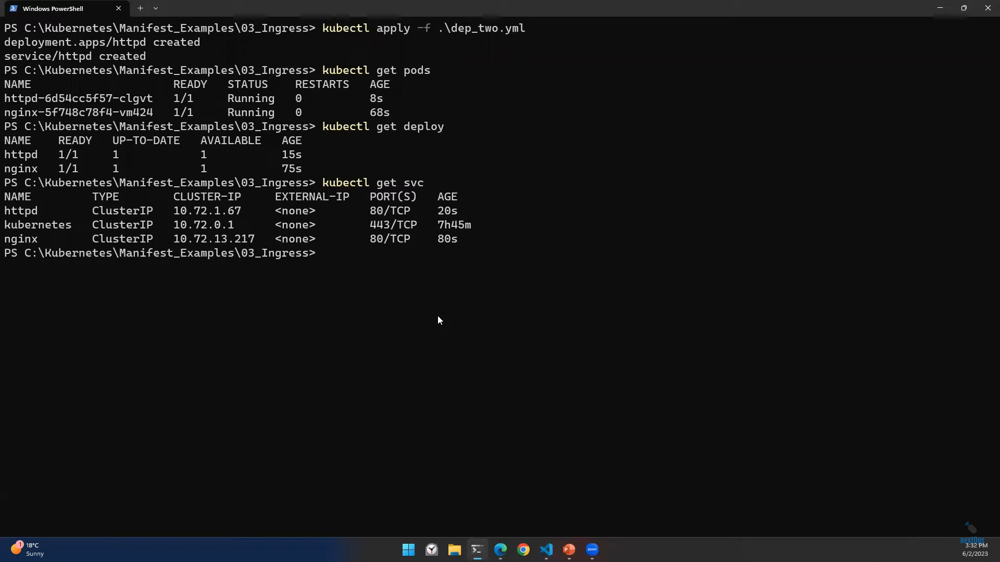 Windows PowerShell
PS C:\Kubernetes\Manifest_Examples\03_Ingress> kubectl apply -f .\dep_two.yml
deployment.apps/httpd created
service/httpd created
PS C:\Kubernetes\Manifest_Examples\03_Ingress> kubectl get pods
NAME                     READY   STATUS    RESTARTS   AGE
httpd-6d54cc5f57-clgvt   1/1     Running   0          8s
nginx-5f748c78f4-vm424   1/1     Running   0          68s
PS C:\Kubernetes\Manifest_Examples\03_Ingress> kubectl get deploy
NAME    READY   UP-TO-DATE   AVAILABLE   AGE
httpd   1/1     1            1           15s
nginx   1/1     1            1           75s
PS C:\Kubernetes\Manifest_Examples\03_Ingress> kubectl get svc
NAME         TYPE        CLUSTER-IP     EXTERNAL-IP   PORT(S)   AGE
httpd        ClusterIP   10.72.1.67     <none>        80/TCP    20s
kubernetes   ClusterIP   10.72.0.1      <none>        443/TCP   7h45m
nginx        ClusterIP   10.72.13.217   <none>        80/TCP    80s
PS C:\Kubernetes\Manifest_Examples\03_Ingress>
nextOps
1
18°C
Sunny
zoom
3:32 PM
6/2/2023